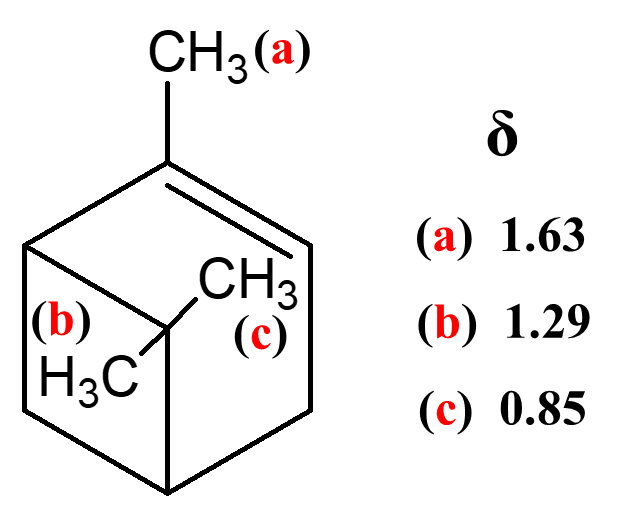 CH₃(a)
δ
(a) 1.63
CH₃
(b)
(c)
(b) 1.29
H₃C
(c) 0.85